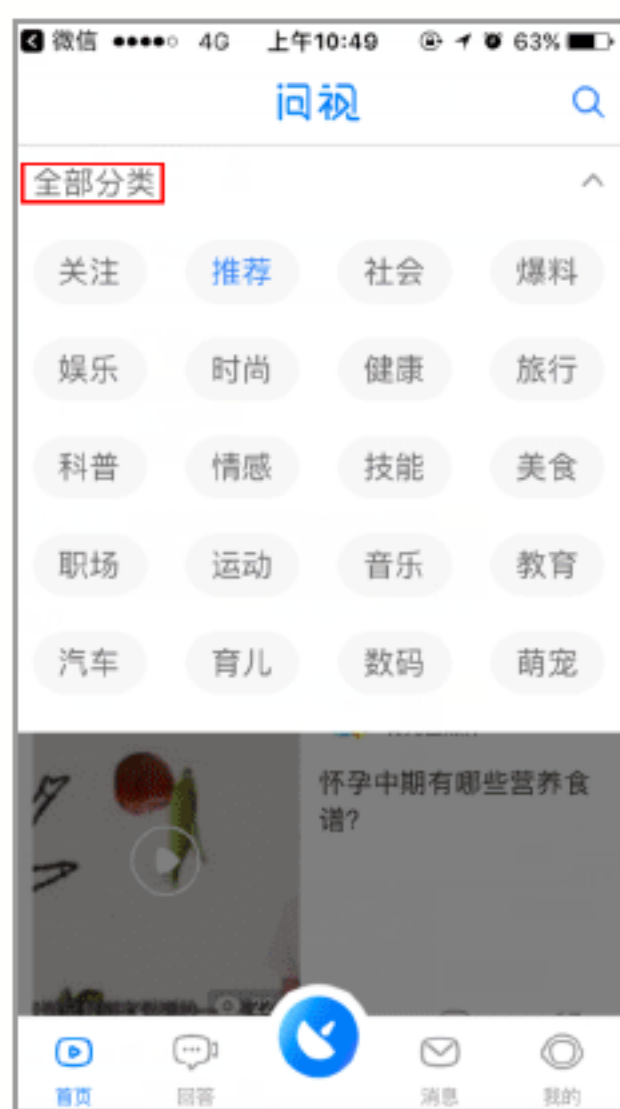 微信 4G 上午10:49 63%
问视
全部分类
关注 推荐 社会 爆料
娱乐 时尚 健康 旅行
科普 情感 技能 美食
职场 运动 音乐 教育
汽车 育儿 数码 萌宠
怀孕中期有哪些营养食
谱?
首页 回答 消息 我的